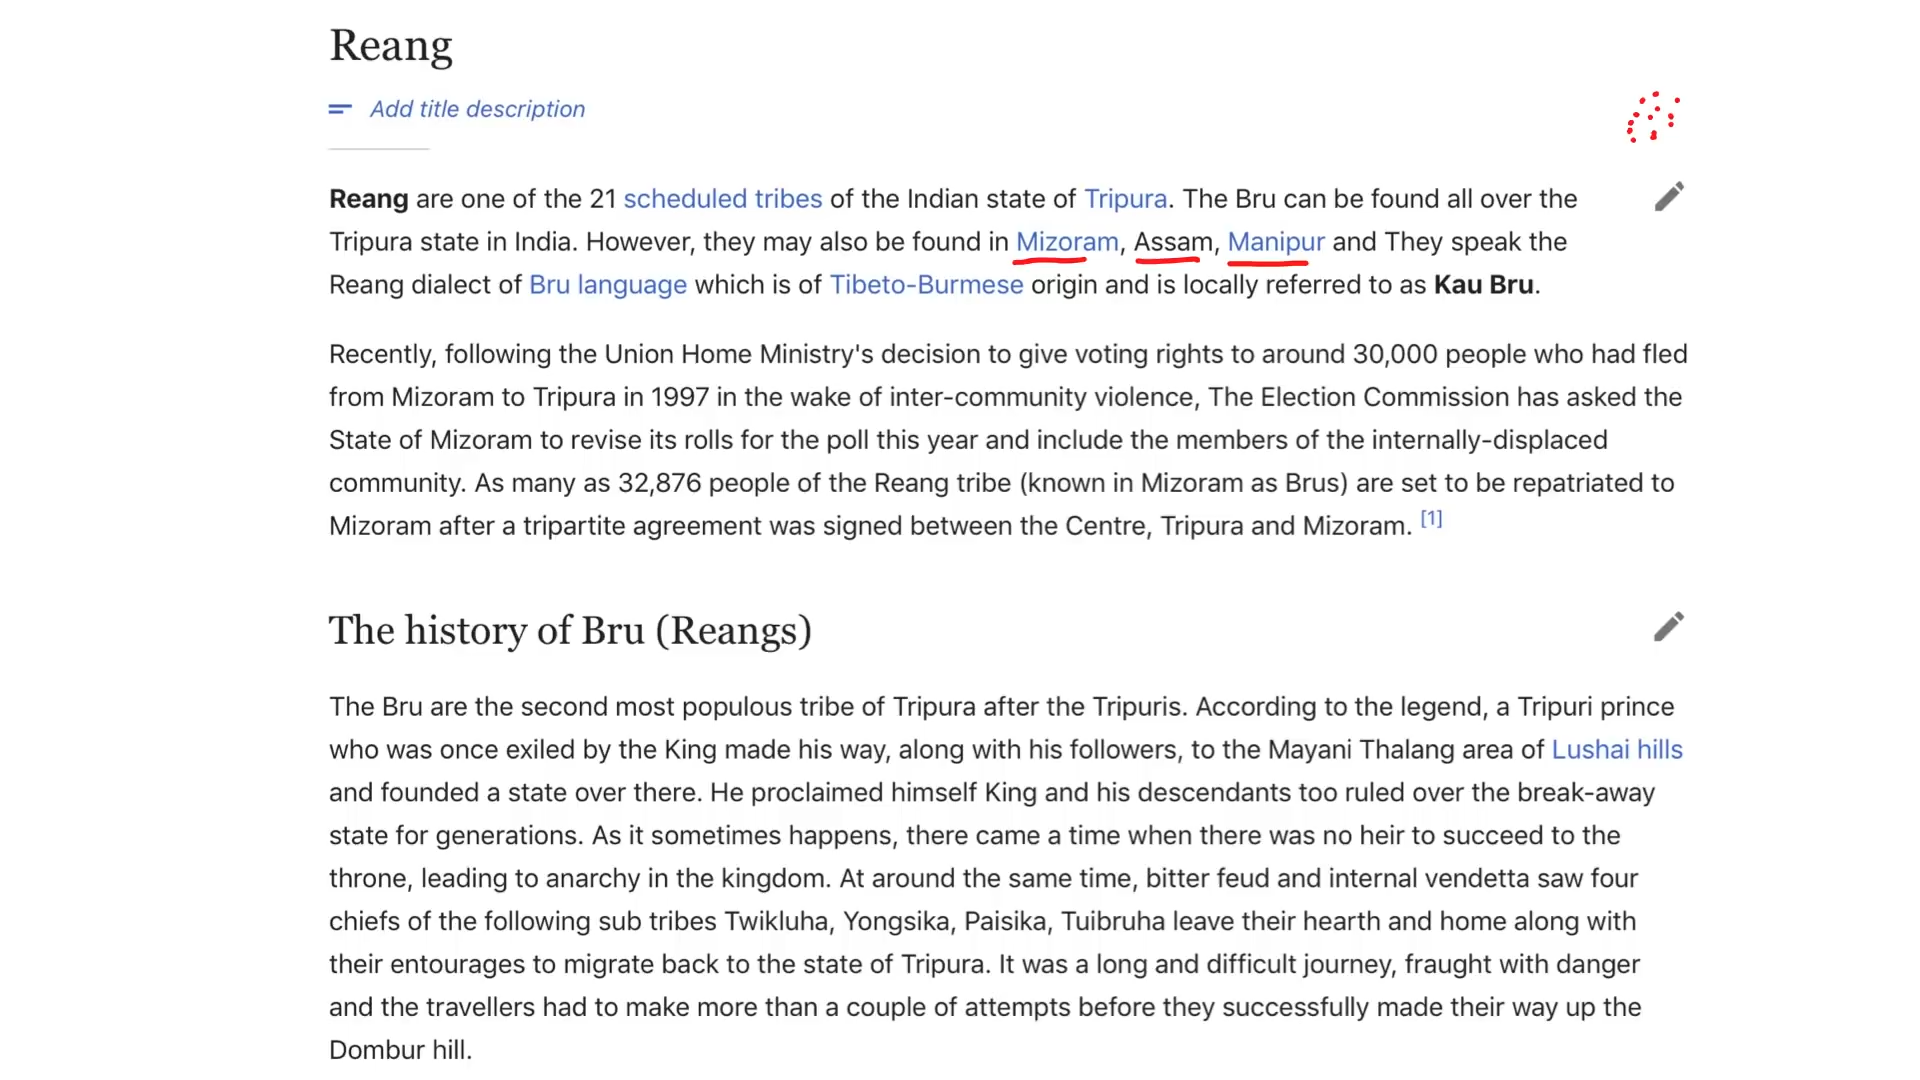 Reang
Add title description
Reang are one of the 21 scheduled tribes of the Indian state of Tripura. The Bru can be found all over the
Tripura state in India. However, they may also be found in Mizoram, Assam, Manipur and They speak the
Reang dialect of Bru language which is of Tibeto-Burmese origin and is locally referred to as Kau Bru.
Recently, following the Union Home Ministry's decision to give voting rights to around 30,000 people who had fled
from Mizoram to Tripura in 1997 in the wake of inter-community violence, The Election Commission has asked the
State of Mizoram to revise its rolls for the poll this year and include the members of the internally-displaced
community. As many as 32,876 people of the Reang tribe (known in Mizoram as Brus) are set to be repatriated to
Mizoram after a tripartite agreement was signed between the Centre, Tripura and Mizoram. [1]
The history of Bru (Reangs)
The Bru are the second most populous tribe of Tripura after the Tripuris. According to the legend, a Tripuri prince
who was once exiled by the King made his way, along with his followers, to the Mayani Thalang area of Lushai hills
and founded a state over there. He proclaimed himself King and his descendants too ruled over the break-away
state for generations. As it sometimes happens, there came a time when there was no heir to succeed to the
throne, leading to anarchy in the kingdom. At around the same time, bitter feud and internal vendetta saw four
chiefs of the following sub tribes Twikluha, Yongsika, Paisika, Tuibruha leave their hearth and home along with
their entourages to migrate back to the state of Tripura. It was a long and difficult journey, fraught with danger
and the travellers had to make more than a couple of attempts before they successfully made their way up the
Dombur hill.